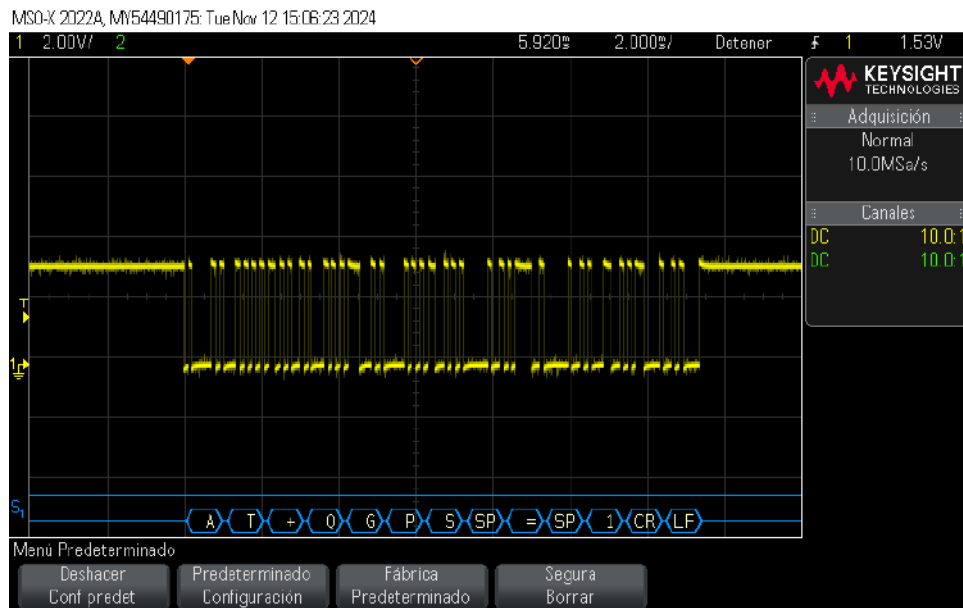 MSO-X 2022A, MY54490175: Tue Nov 12 15:06:23 2024
1 2.00V/ 2 5.920ms 2.000ms/ Detener 1 1.53V
KEYSIGHT
TECHNOLOGIES
Adquisición
Normal
10.0MSa/s
Canales
DC 10.0:1
DC 10.0:1
T
1
S1 A T + Q G P S SP = SP 1 CR LF
Menú Predeterminado
Deshacer
Conf predet
Predeterminado
Configuración
Fábrica
Predeterminado
Segura
Borrar